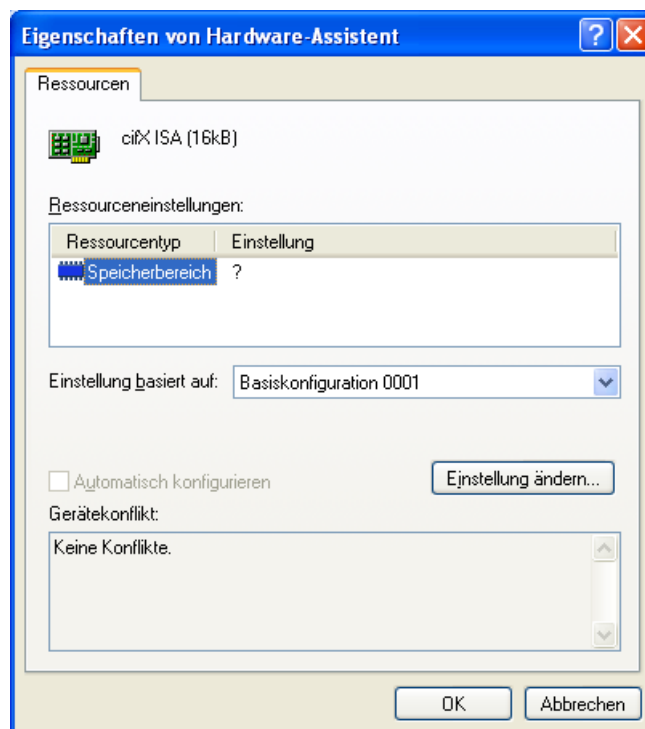 Eigenschaften von Hardware-Assistent
Ressourcen
cifX ISA (16kB)
Ressourceneinstellungen:
Ressourcentyp Einstellung
Speicherbereich ?
Einstellung basiert auf: Basiskonfiguration 0001
Automatisch konfigurieren Einstellung ändern...
Gerätekonflikt:
Keine Konflikte.
OK Abbrechen